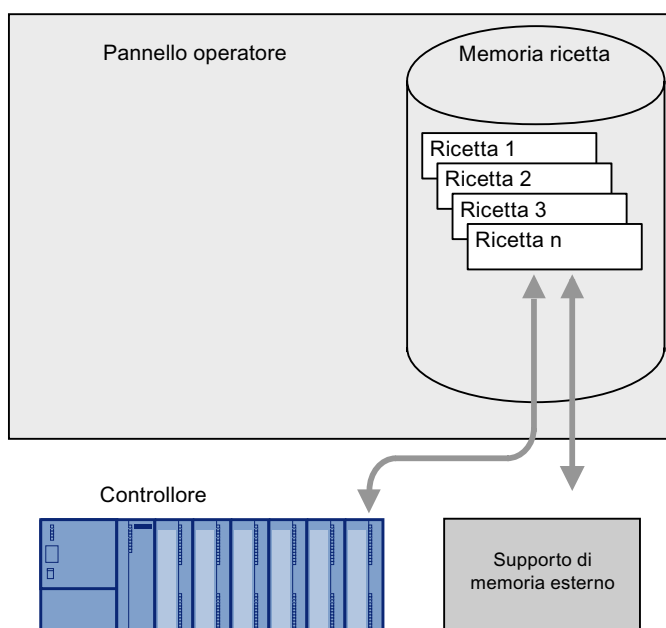 Pannello operatore
Memoria ricetta
Ricetta 1
Ricetta 2
Ricetta 3
Ricetta n
Controllore
Supporto di
memoria esterno